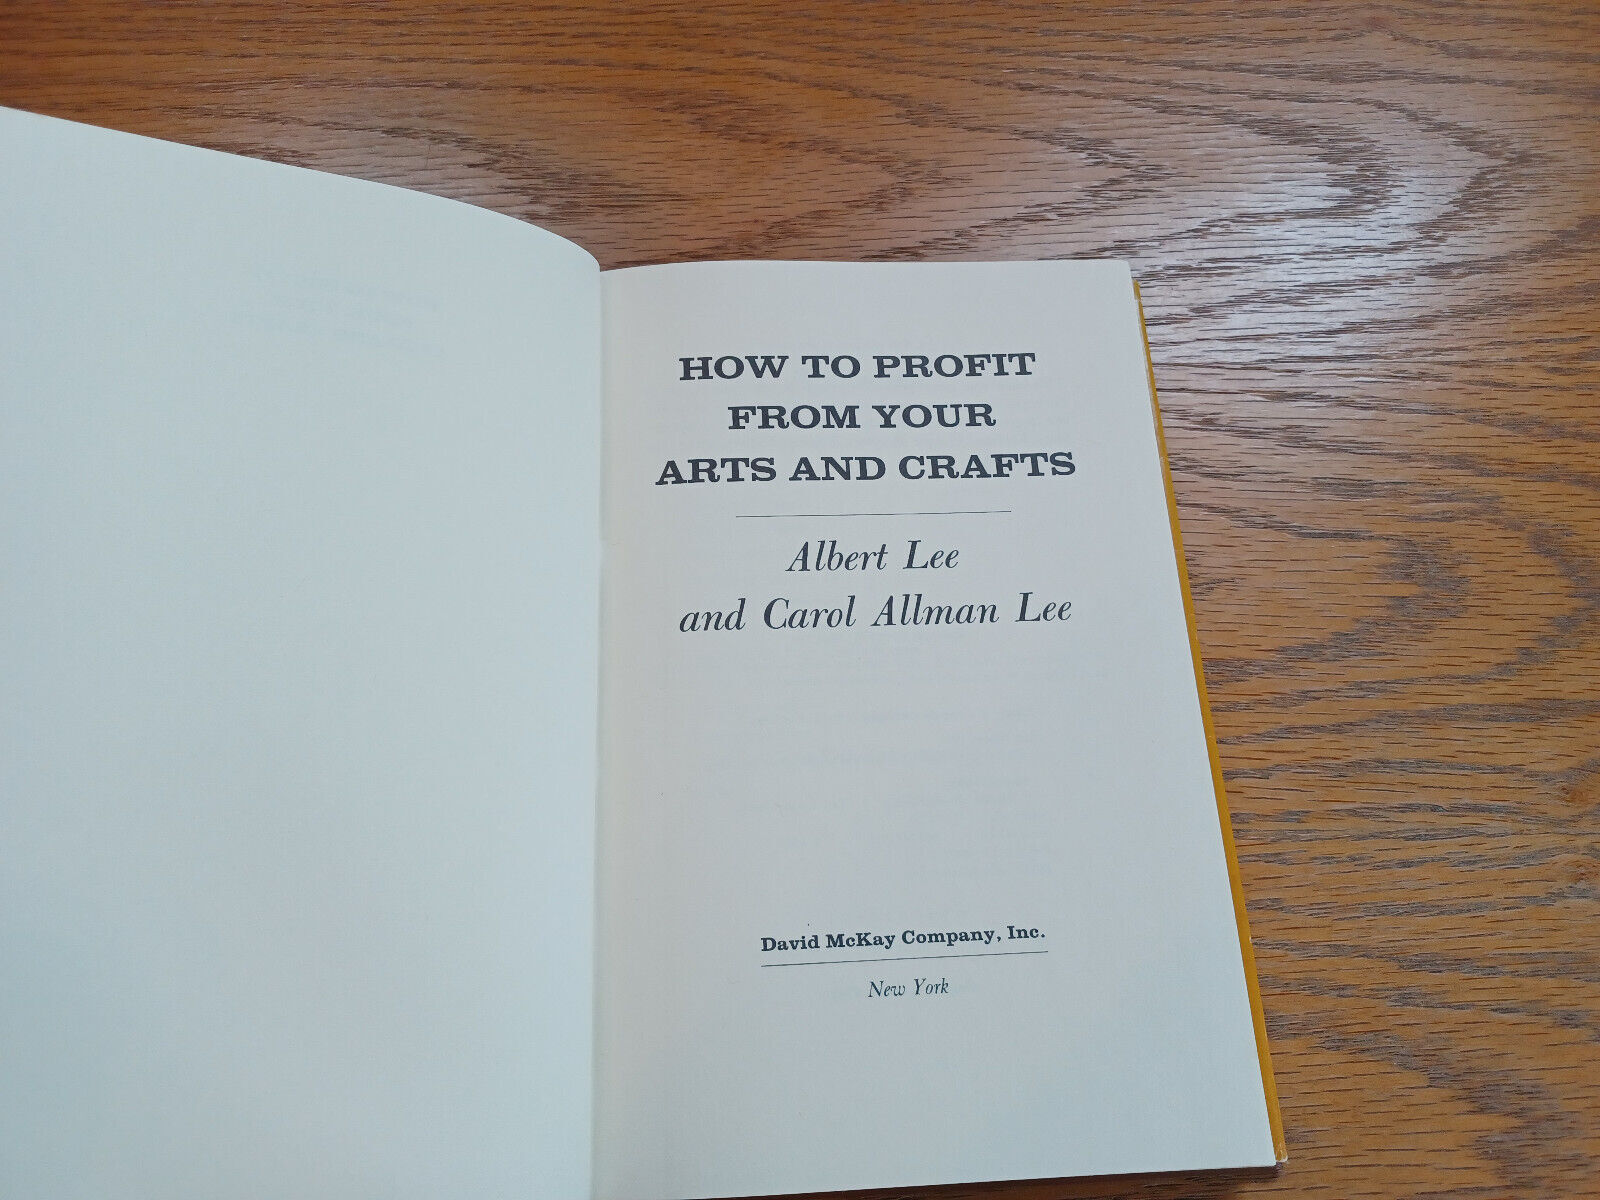 HOW TO PROFIT
FROM YOUR
ARTS AND CRAFTS
Albert Lee
and Carol Allman Lee
David McKay Company, Inc.
New York